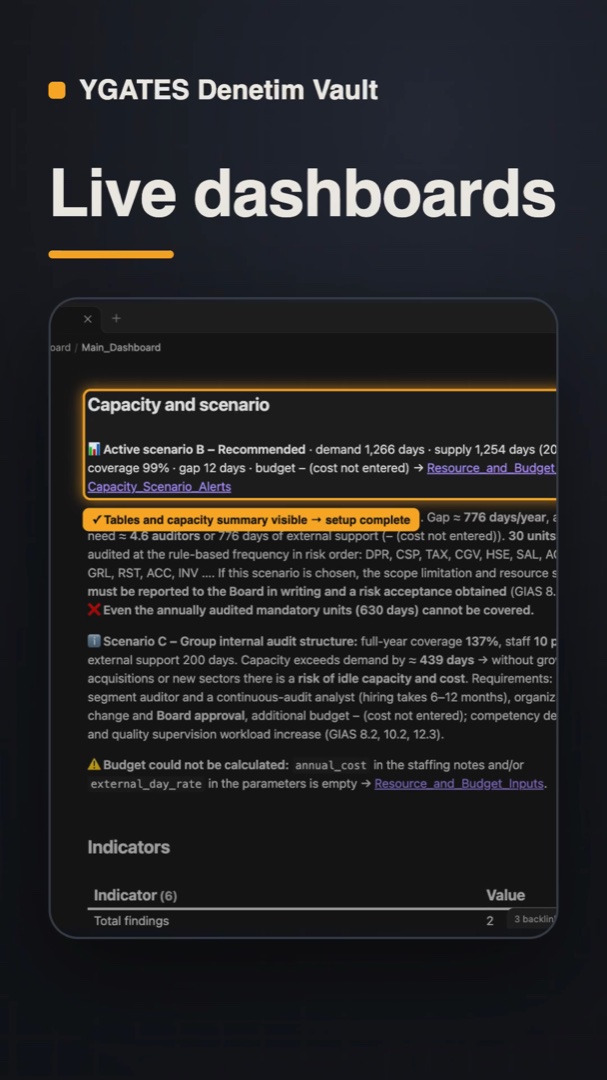 YGATES Denetim Vault
Live dashboards
× +
oard / Main_Dashboard
Capacity and scenario
📊 Active scenario B – Recommended · demand 1,266 days · supply 1,254 days (20
coverage 99% · gap 12 days · budget – (cost not entered) → Resource_and_Budget
Capacity_Scenario_Alerts
✓ Tables and capacity summary visible → setup complete . Gap ≈ 776 days/year, a
need ≈ 4.6 auditors or 776 days of external support (– (cost not entered)). 30 units
audited at the rule-based frequency in risk order: DPR, CSP, TAX, CGV, HSE, SAL, AC
GRL, RST, ACC, INV .... If this scenario is chosen, the scope limitation and resource s
must be reported to the Board in writing and a risk acceptance obtained (GIAS 8.
❌ Even the annually audited mandatory units (630 days) cannot be covered.
ℹ️ Scenario C – Group internal audit structure: full-year coverage 137%, staff 10 p
external support 200 days. Capacity exceeds demand by ≈ 439 days → without grov
acquisitions or new sectors there is a risk of idle capacity and cost. Requirements:
segment auditor and a continuous-audit analyst (hiring takes 6–12 months), organiz
change and Board approval, additional budget – (cost not entered); competency de
and quality supervision workload increase (GIAS 8.2, 10.2, 12.3).
⚠️ Budget could not be calculated: annual_cost in the staffing notes and/or
external_day_rate in the parameters is empty → Resource_and_Budget_Inputs.
Indicators
Indicator (6) Value
Total findings 2
3 backlin